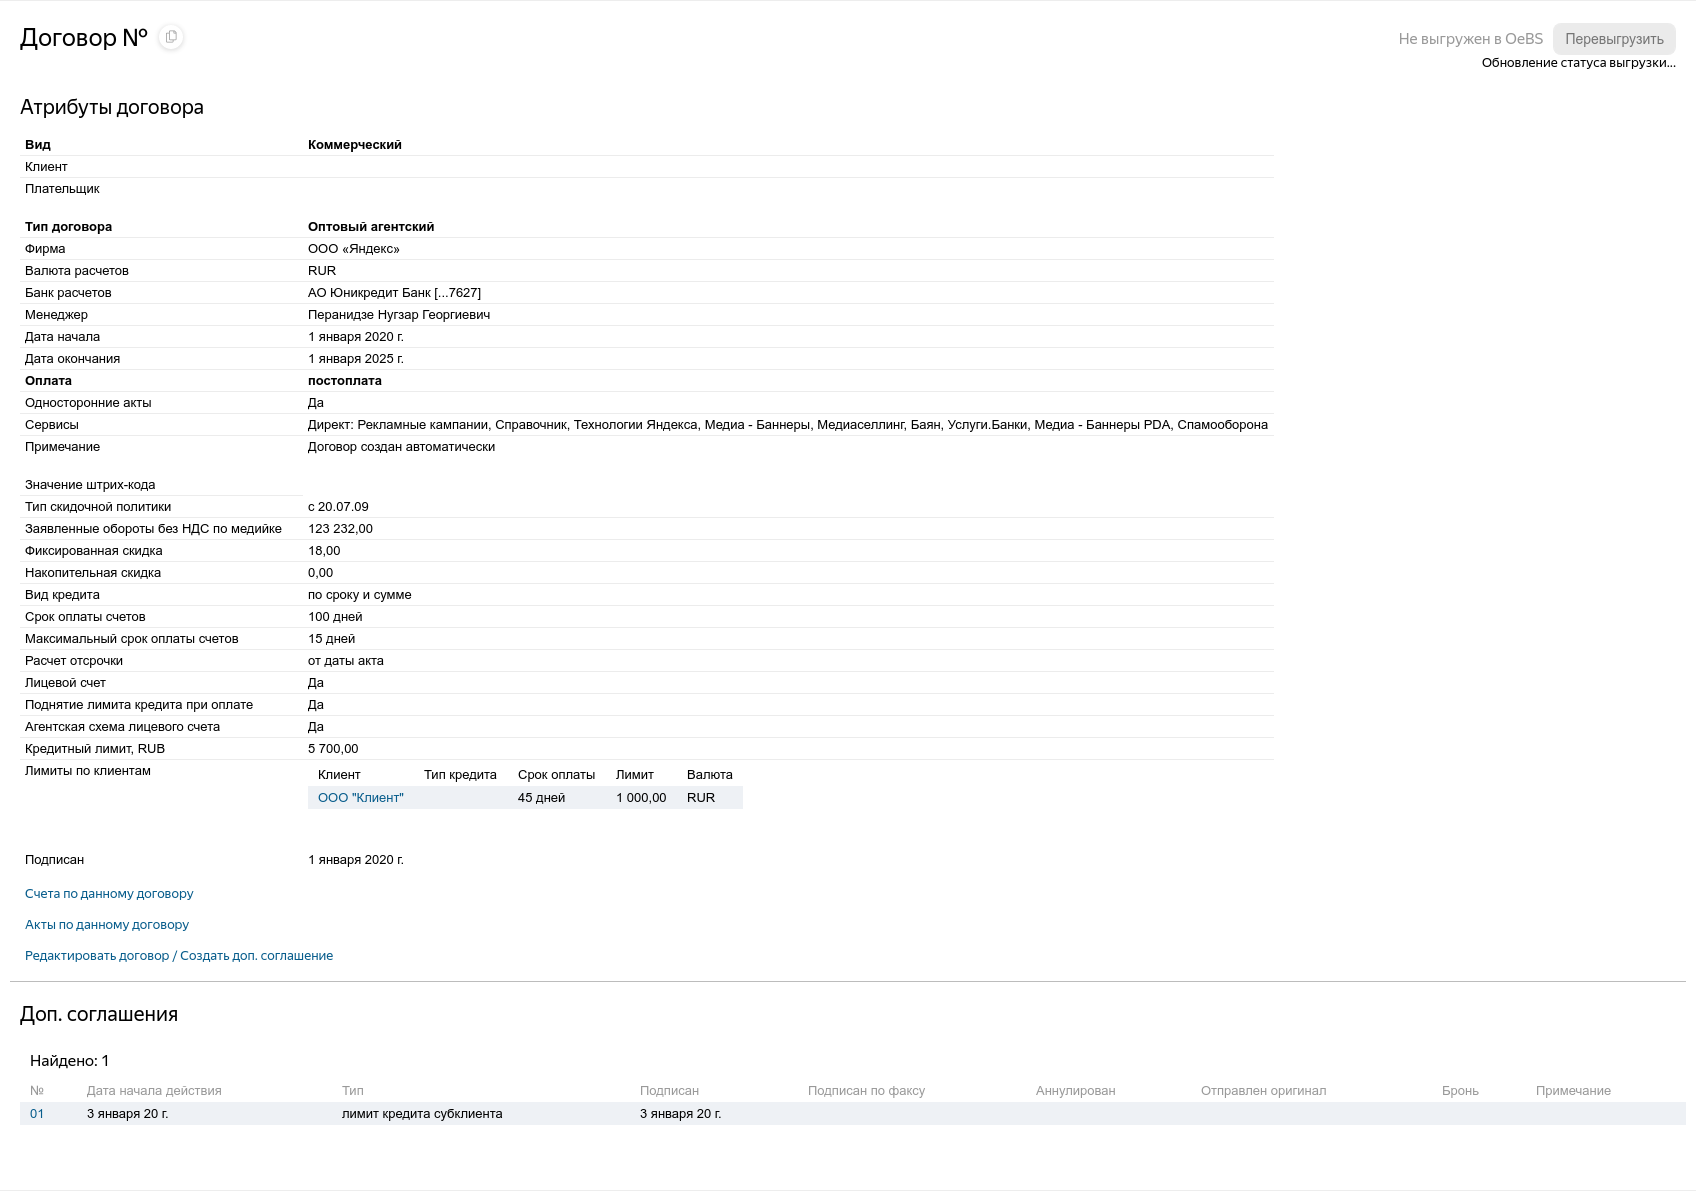 Договор №
Не выгружен в OeBS Перевыгрузить
Обновление статуса выгрузки...
Атрибуты договора
Вид Коммерческий
Клиент
Плательщик
Тип договора Оптовый агентский
Фирма ООО «Яндекс»
Валюта расчетов RUR
Банк расчетов АО Юникредит Банк [...7627]
Менеджер Перанидзе Нугзар Георгиевич
Дата начала 1 января 2020 г.
Дата окончания 1 января 2025 г.
Оплата постоплата
Односторонние акты Да
Сервисы Директ: Рекламные кампании, Справочник, Технологии Яндекса, Медиа - Баннеры, Медиаселлинг, Баян, Услуги.Банки, Медиа - Баннеры PDA, Спамооборона
Примечание Договор создан автоматически
Значение штрих-кода
Тип скидочной политики с 20.07.09
Заявленные обороты без НДС по медийке 123 232,00
Фиксированная скидка 18,00
Накопительная скидка 0,00
Вид кредита по сроку и сумме
Срок оплаты счетов 100 дней
Максимальный срок оплаты счетов 15 дней
Расчет отсрочки от даты акта
Лицевой счет Да
Поднятие лимита кредита при оплате Да
Агентская схема лицевого счета Да
Кредитный лимит, RUB 5 700,00
Лимиты по клиентам
Клиент Тип кредита Срок оплаты Лимит Валюта
ООО "Клиент" 45 дней 1 000,00 RUR
Подписан 1 января 2020 г.
Счета по данному договору
Акты по данному договору
Редактировать договор / Создать доп. соглашение
Доп. соглашения
Найдено: 1
№ Дата начала действия Тип Подписан Подписан по факсу Аннулирован Отправлен оригинал Бронь Примечание
01 3 января 20 г. лимит кредита субклиента 3 января 20 г.